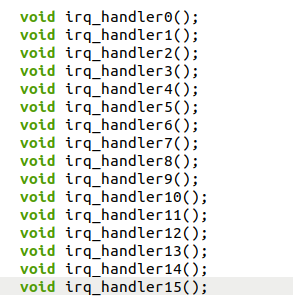 void irq_handler0();
void irq_handler1();
void irq_handler2();
void irq_handler3();
void irq_handler4();
void irq_handler5();
void irq_handler6();
void irq_handler7();
void irq_handler8();
void irq_handler9();
void irq_handler10();
void irq_handler11();
void irq_handler12();
void irq_handler13();
void irq_handler14();
void irq_handler15();